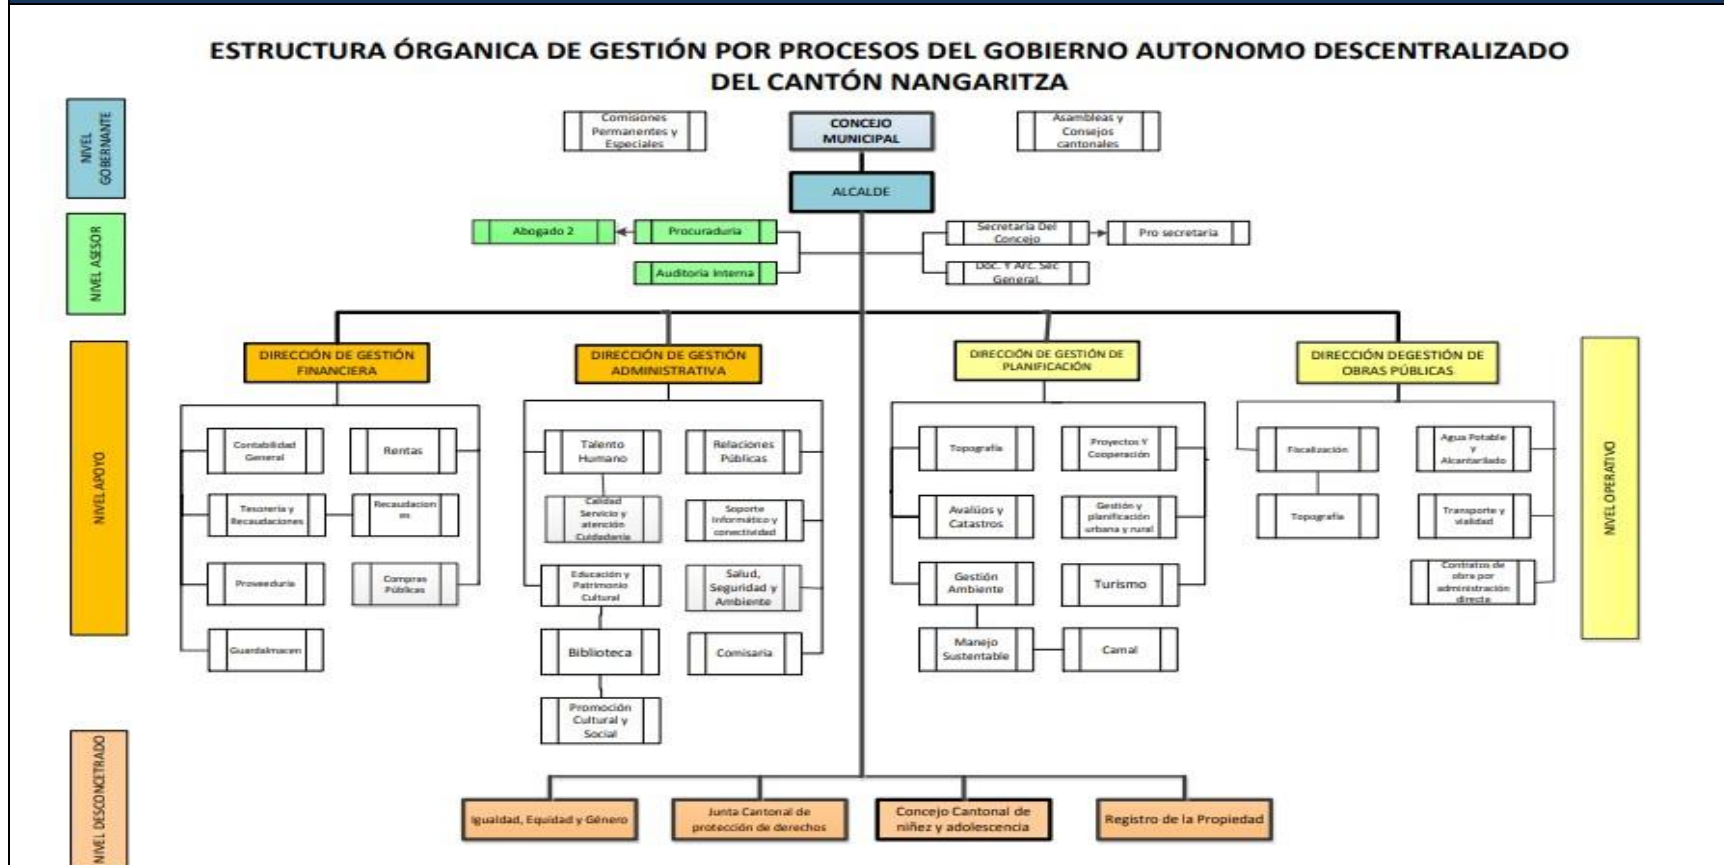 ESTRUCTURA ÓRGANICA DE GESTIÓN POR PROCESOS DEL GOBIERNO AUTONOMO DESCENTRALIZADO
DEL CANTÓN NANGARITZA
NIVEL
GOBERNANTE
Comisiones
Permanentes y
Especiales
CONCEJO
MUNICIPAL
Asambleas y
Consejos
cantonales
ALCALDE
NIVEL ASESOR
Abogado 2
Procuraduria
Secretaria Del
Concejo
Pro secretaria
Auditoria Interna
Doc. Y Arc. Sec
General.
NIVEL APOYO
DIRECCIÓN DE GESTIÓN
FINANCIERA
DIRECCIÓN DE GESTIÓN
ADMINISTRATIVA
DIRECCIÓN DE GESTIÓN DE
PLANIFICACIÓN
DIRECCIÓN DEGESTIÓN DE
OBRAS PÚBLICAS
NIVEL OPERATIVO
Contabilidad
General
Rentas
Tesoreria y
Recaudaciones
Recaudacion
es
Proveeduria
Compras
Públicas
Guardalmacen
Talento
Humano
Relaciones
Públicas
Calidad
Servicio y
atención
Cuidadania
Soporte
Informático y
conectividad
Educación y
Patrimonio
Cultural
Salud,
Seguridad y
Ambiente
Biblioteca
Comisaria
Promoción
Cultural y
Social
Topografía
Proyectos Y
Cooperación
Avalúos y
Catastros
Gestión y
planificación
urbana y rural
Gestión
Ambiente
Turismo
Manejo
Sustentable
Camal
Fiscalización
Agua Potable
y
Alcantarilado
Topografía
Transporte y
vialidad
Contratos de
obra por
administración
directa
NIVEL DESCONCETRADO
Igualdad, Equidad y Género
Junta Cantonal de
protección de derechos
Concejo Cantonal de
niñez y adolescencia
Registro de la Propiedad